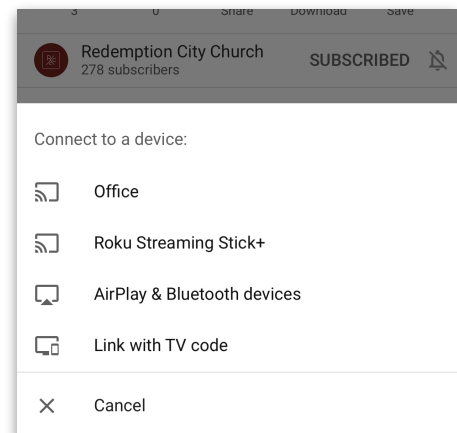 3 0 Share Download Save
Redemption City Church
278 subscribers
SUBSCRIBED
Connect to a device:
Office
Roku Streaming Stick+
AirPlay & Bluetooth devices
Link with TV code
Cancel